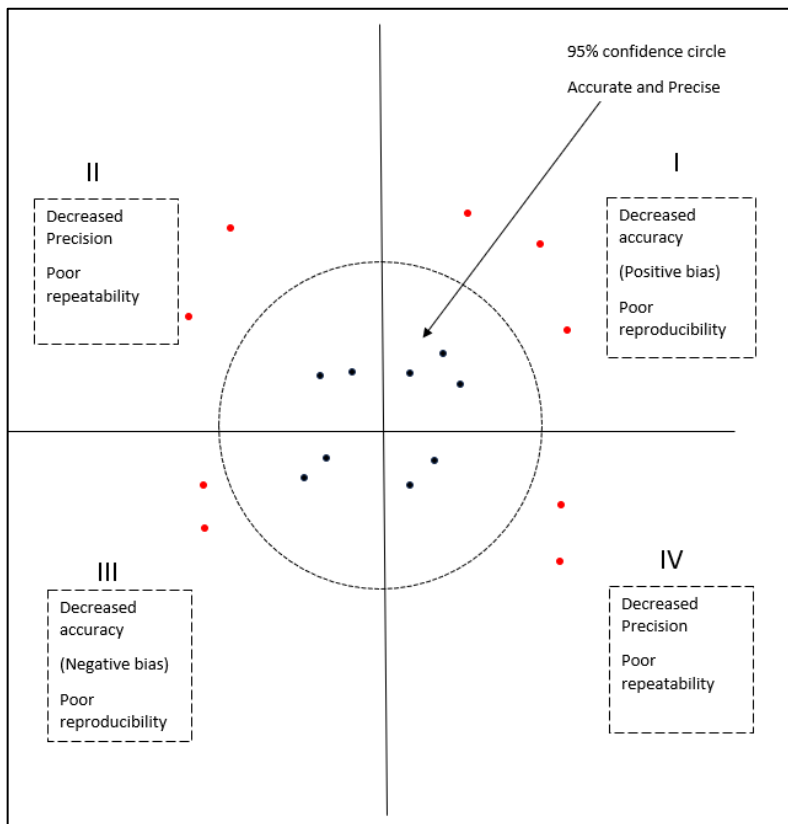 95% confidence circle
Accurate and Precise
II
Decreased
Precision
Poor
repeatability
I
Decreased
accuracy
(Positive bias)
Poor
reproducibility
III
Decreased
accuracy
(Negative bias)
Poor
reproducibility
IV
Decreased
Precision
Poor
repeatability